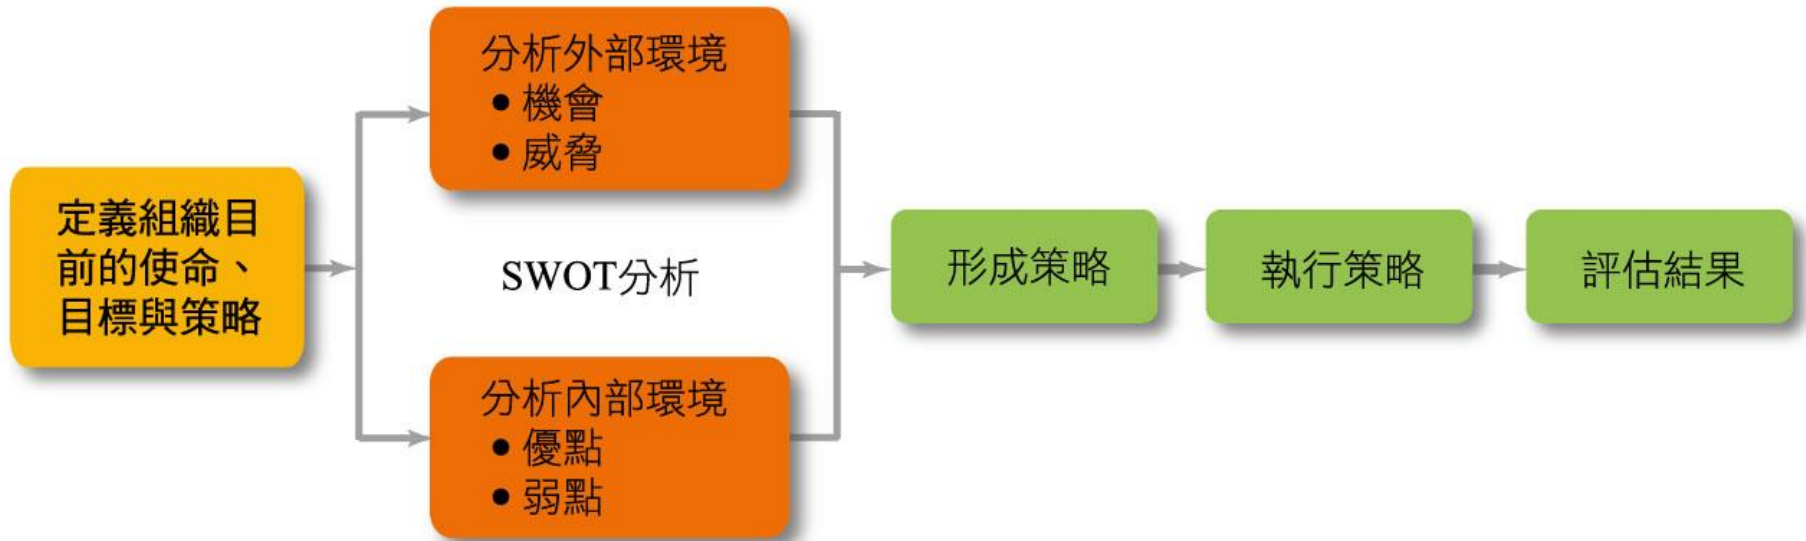 定義組織目
前的使命、
目標與策略
分析外部環境
• 機會
• 威脅
SWOT分析
分析內部環境
• 優點
• 弱點
形成策略
執行策略
評估結果